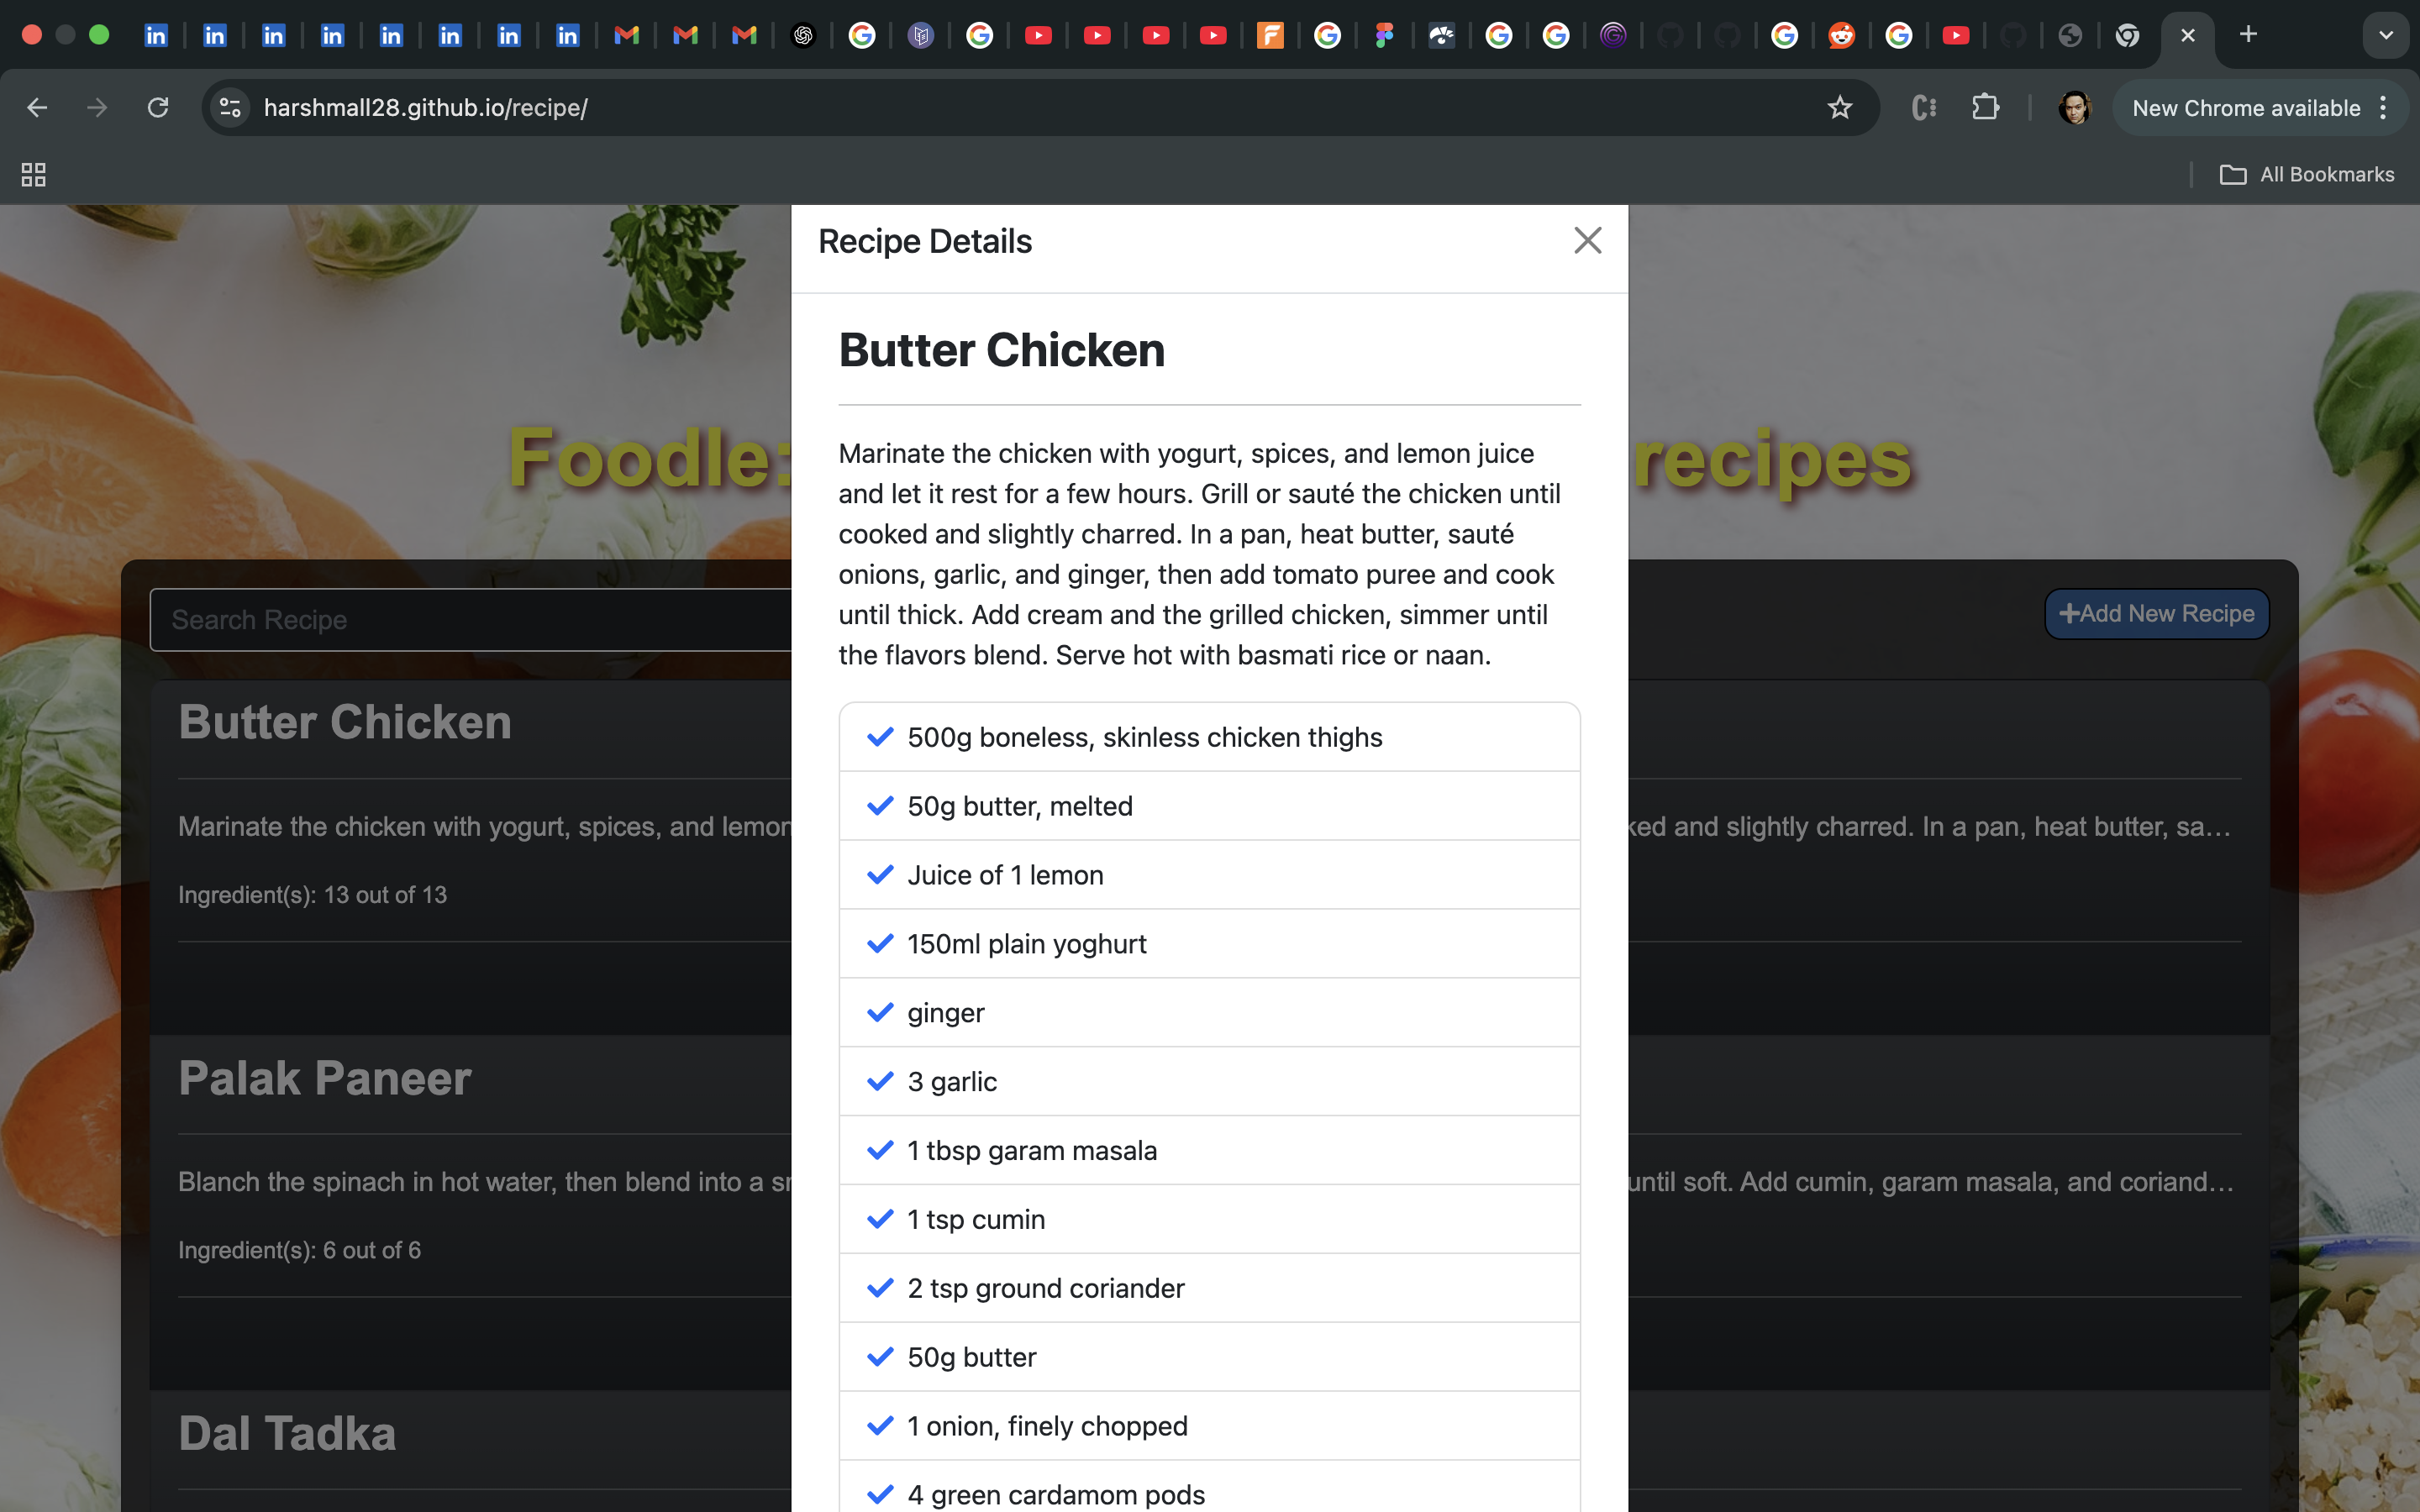 harshmall28.github.io/recipe/
New Chrome available
All Bookmarks
Recipe Details
Butter Chicken
Marinate the chicken with yogurt, spices, and lemon juice
and let it rest for a few hours. Grill or sauté the chicken until
cooked and slightly charred. In a pan, heat butter, sauté
onions, garlic, and ginger, then add tomato puree and cook
until thick. Add cream and the grilled chicken, simmer until
the flavors blend. Serve hot with basmati rice or naan.
500g boneless, skinless chicken thighs
50g butter, melted
Juice of 1 lemon
150ml plain yoghurt
ginger
3 garlic
1 tbsp garam masala
1 tsp cumin
2 tsp ground coriander
50g butter
1 onion, finely chopped
4 green cardamom pods
Foodle: recipes
Search Recipe
+Add New Recipe
Butter Chicken
Marinate the chicken with yogurt, spices, and lemon ked and slightly charred. In a pan, heat butter, sa...
Ingredient(s): 13 out of 13
Palak Paneer
Blanch the spinach in hot water, then blend into a until soft. Add cumin, garam masala, and coriand...
Ingredient(s): 6 out of 6
Dal Tadka